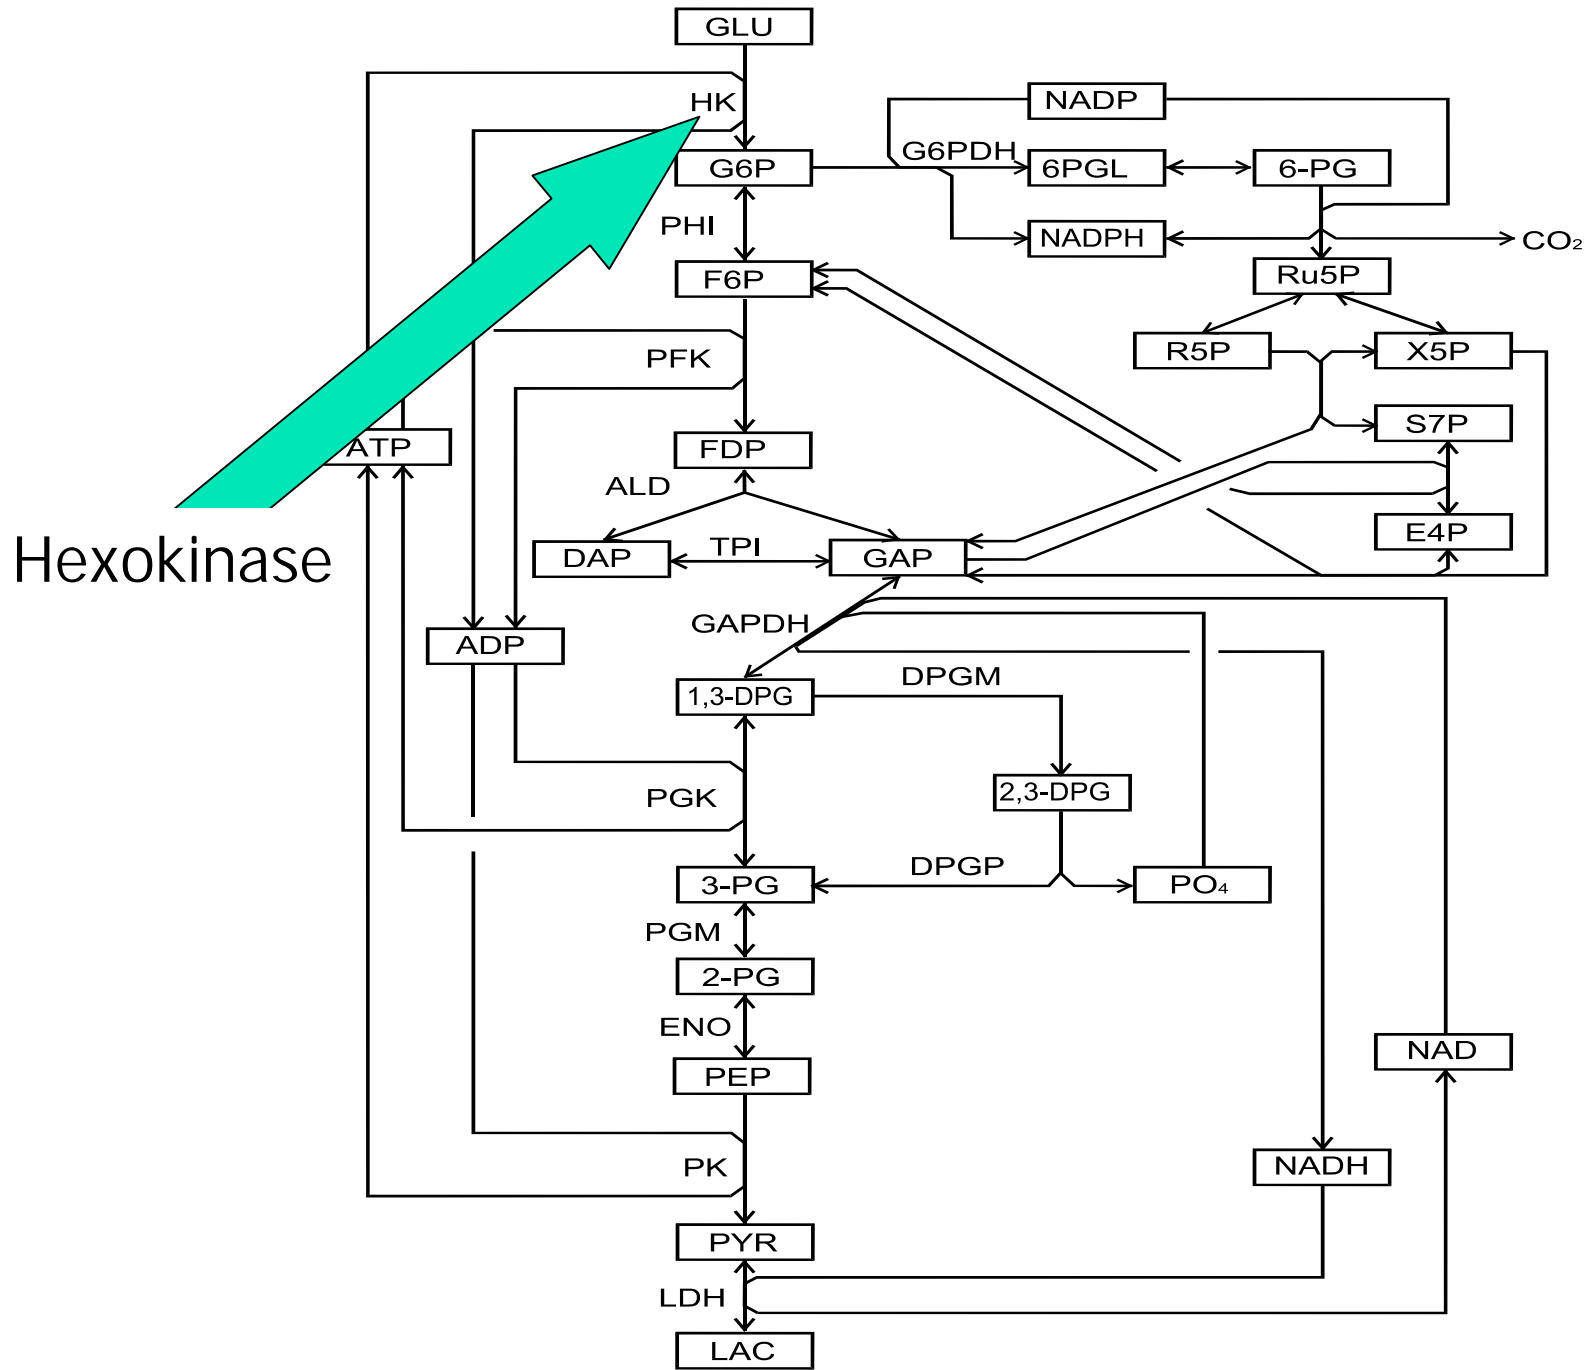 GLU
HK
NADP
G6PDH
G6P
6PGL
6-PG
PHI
NADPH
CO₂
F6P
Ru5P
PFK
R5P
X5P
S7P
ATP
FDP
ALD
E4P
Hexokinase
DAP
TPI
GAP
GAPDH
ADP
DPGM
1,3-DPG
2,3-DPG
PGK
DPGP
3-PG
PO₄
PGM
2-PG
ENO
NAD
PEP
PK
NADH
PYR
LDH
LAC